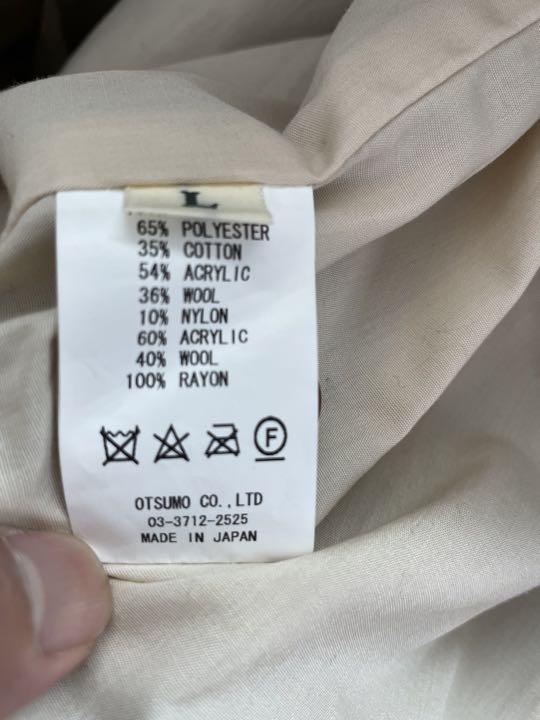 L
65% POLYESTER
35% COTTON
54% ACRYLIC
36% WOOL
10% NYLON
60% ACRYLIC
40% WOOL
100% RAYON
F
OTSUMO CO.,LTD
03-3712-2525
MADE IN JAPAN